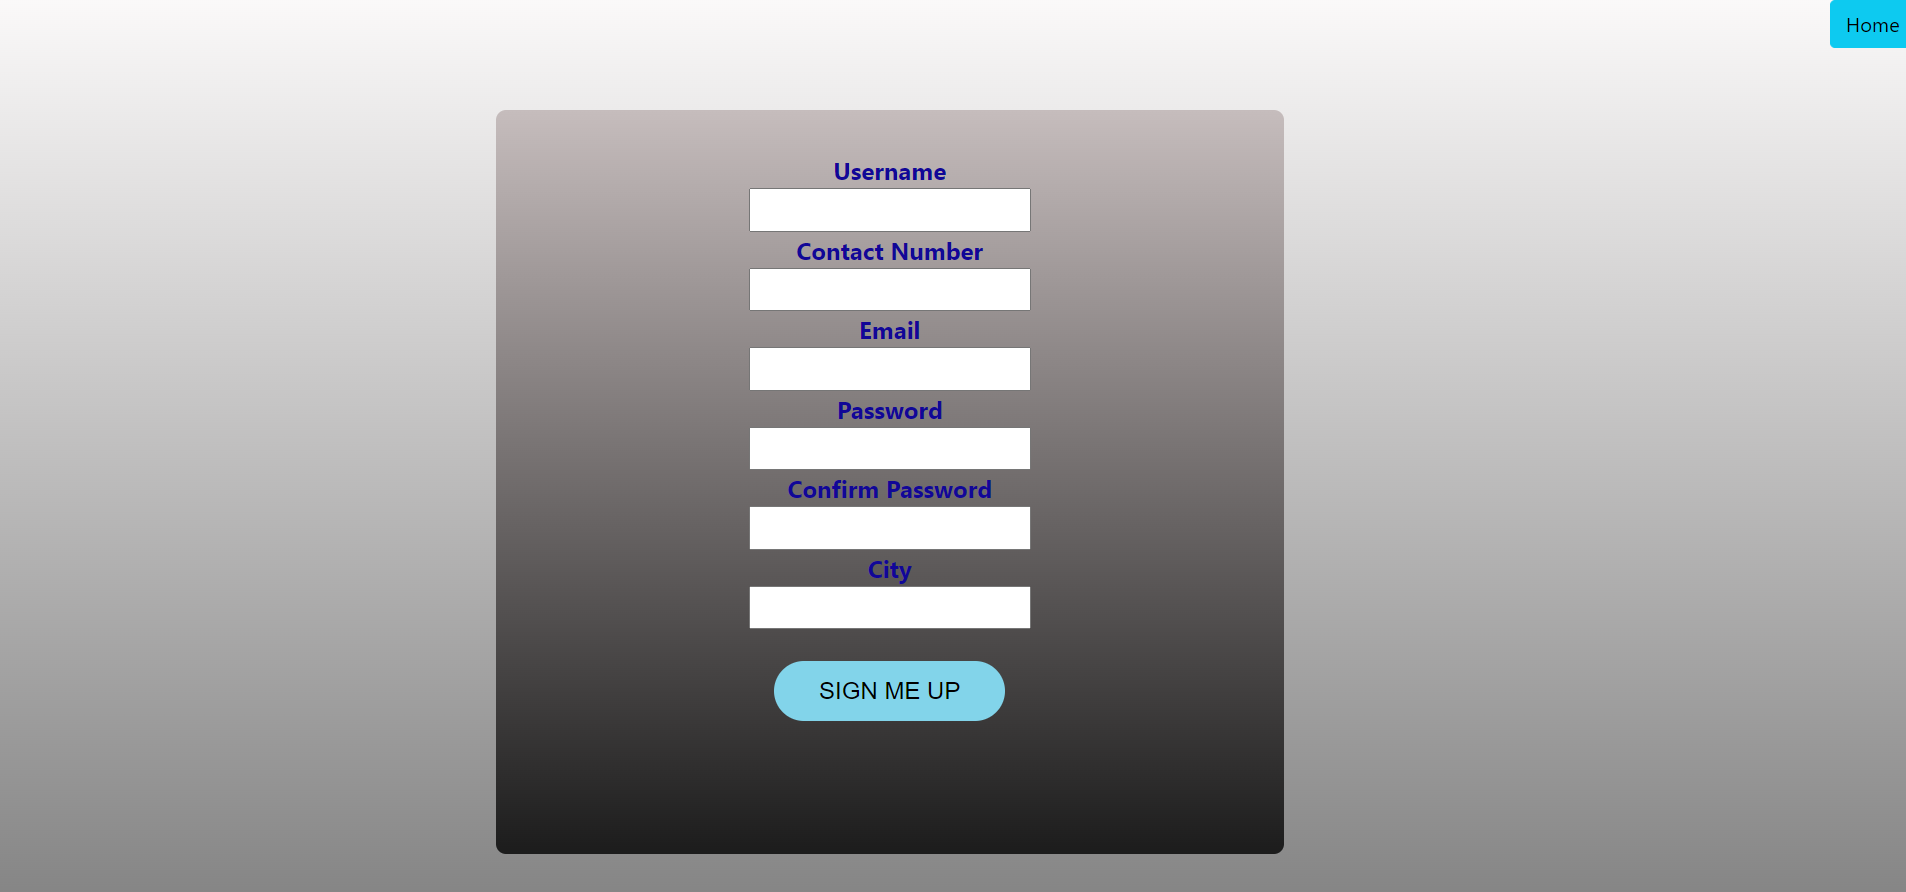 Home
Username
Contact Number
Email
Password
Confirm Password
City
SIGN ME UP